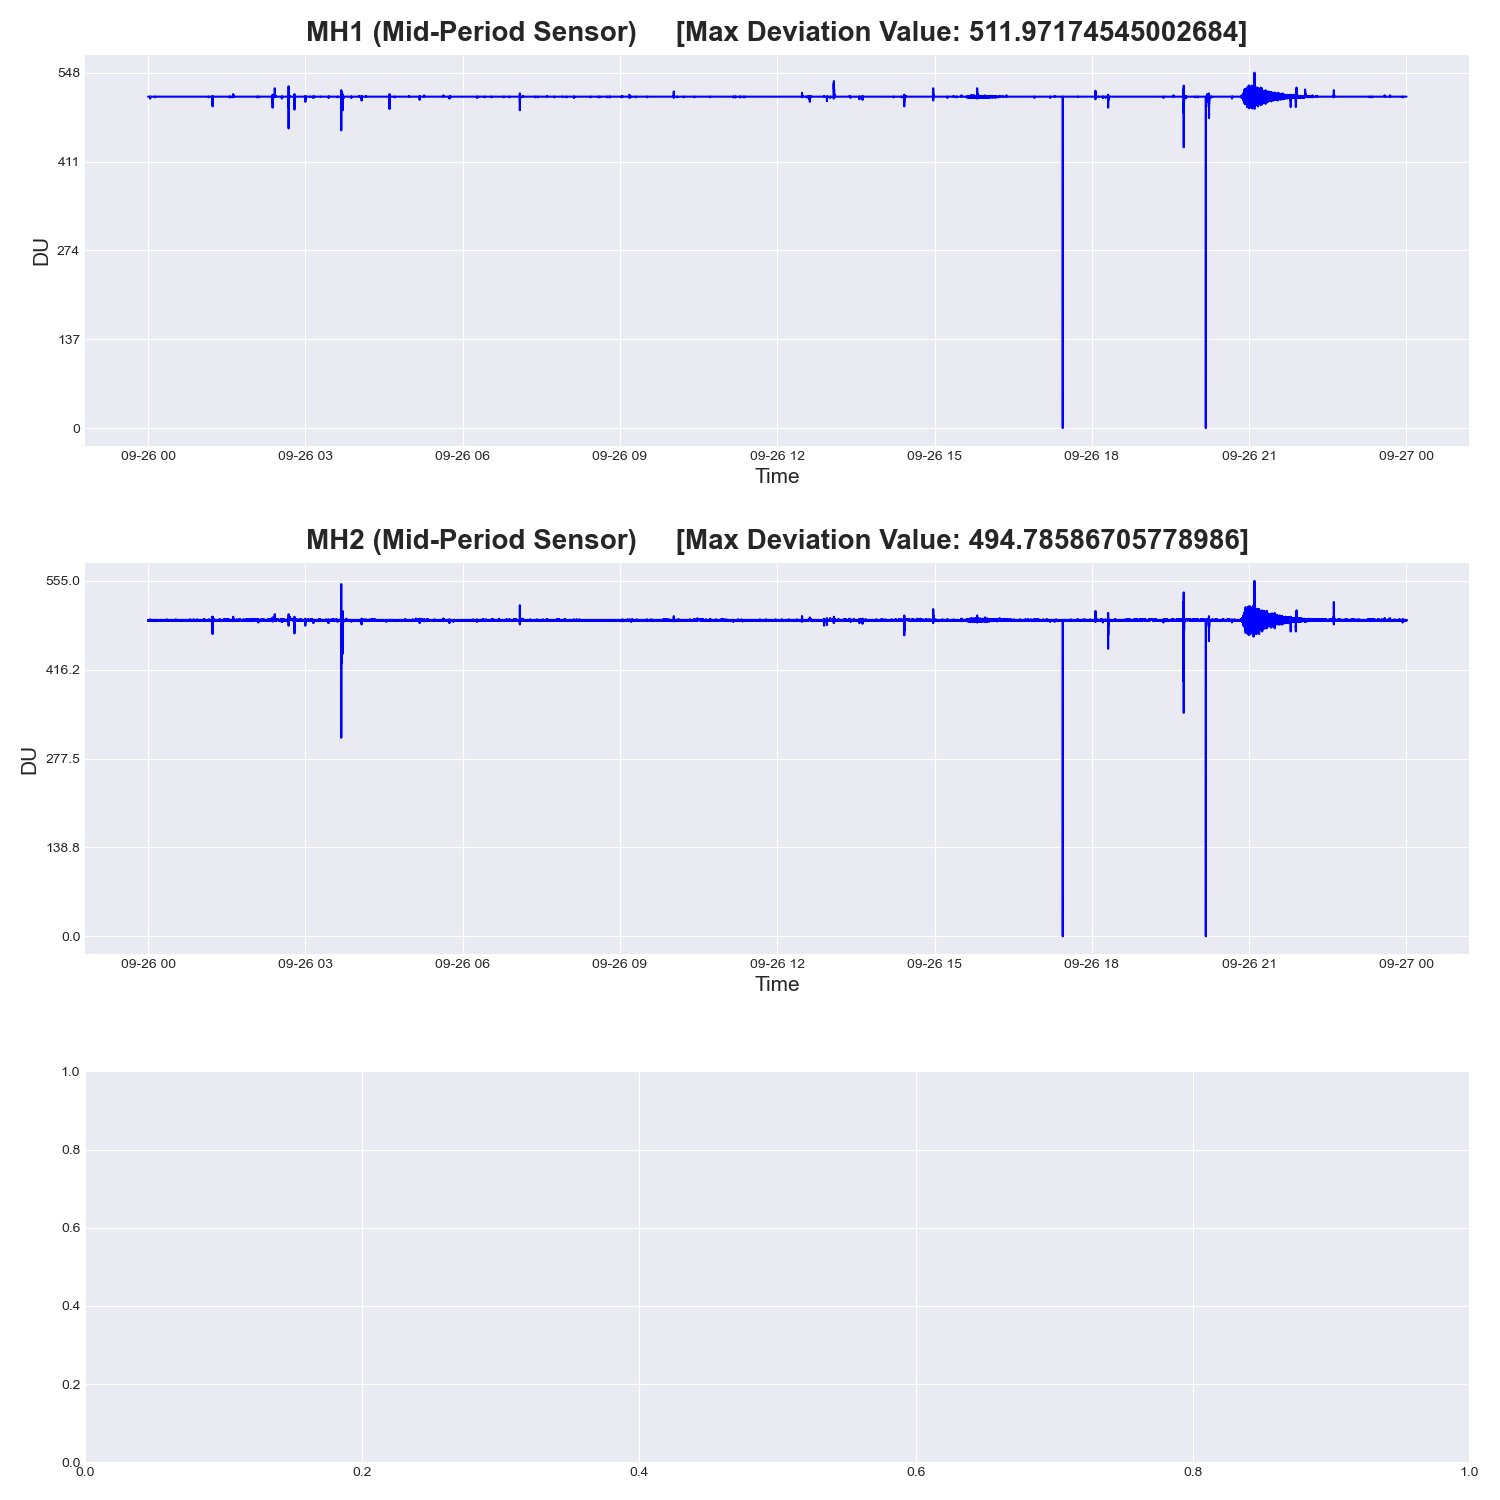 MH1 (Mid-Period Sensor) [Max Deviation Value: 511.97174545002684]
548
411
274
137
0
DU
09-26 00 09-26 03 09-26 06 09-26 09 09-26 12 09-26 15 09-26 18 09-26 21 09-27 00
Time
MH2 (Mid-Period Sensor) [Max Deviation Value: 494.78586705778986]
555.0
416.2
277.5
138.8
0.0
DU
09-26 00 09-26 03 09-26 06 09-26 09 09-26 12 09-26 15 09-26 18 09-26 21 09-27 00
Time
1.0
0.8
0.6
0.4
0.2
0.0
0.0 0.2 0.4 0.6 0.8 1.0